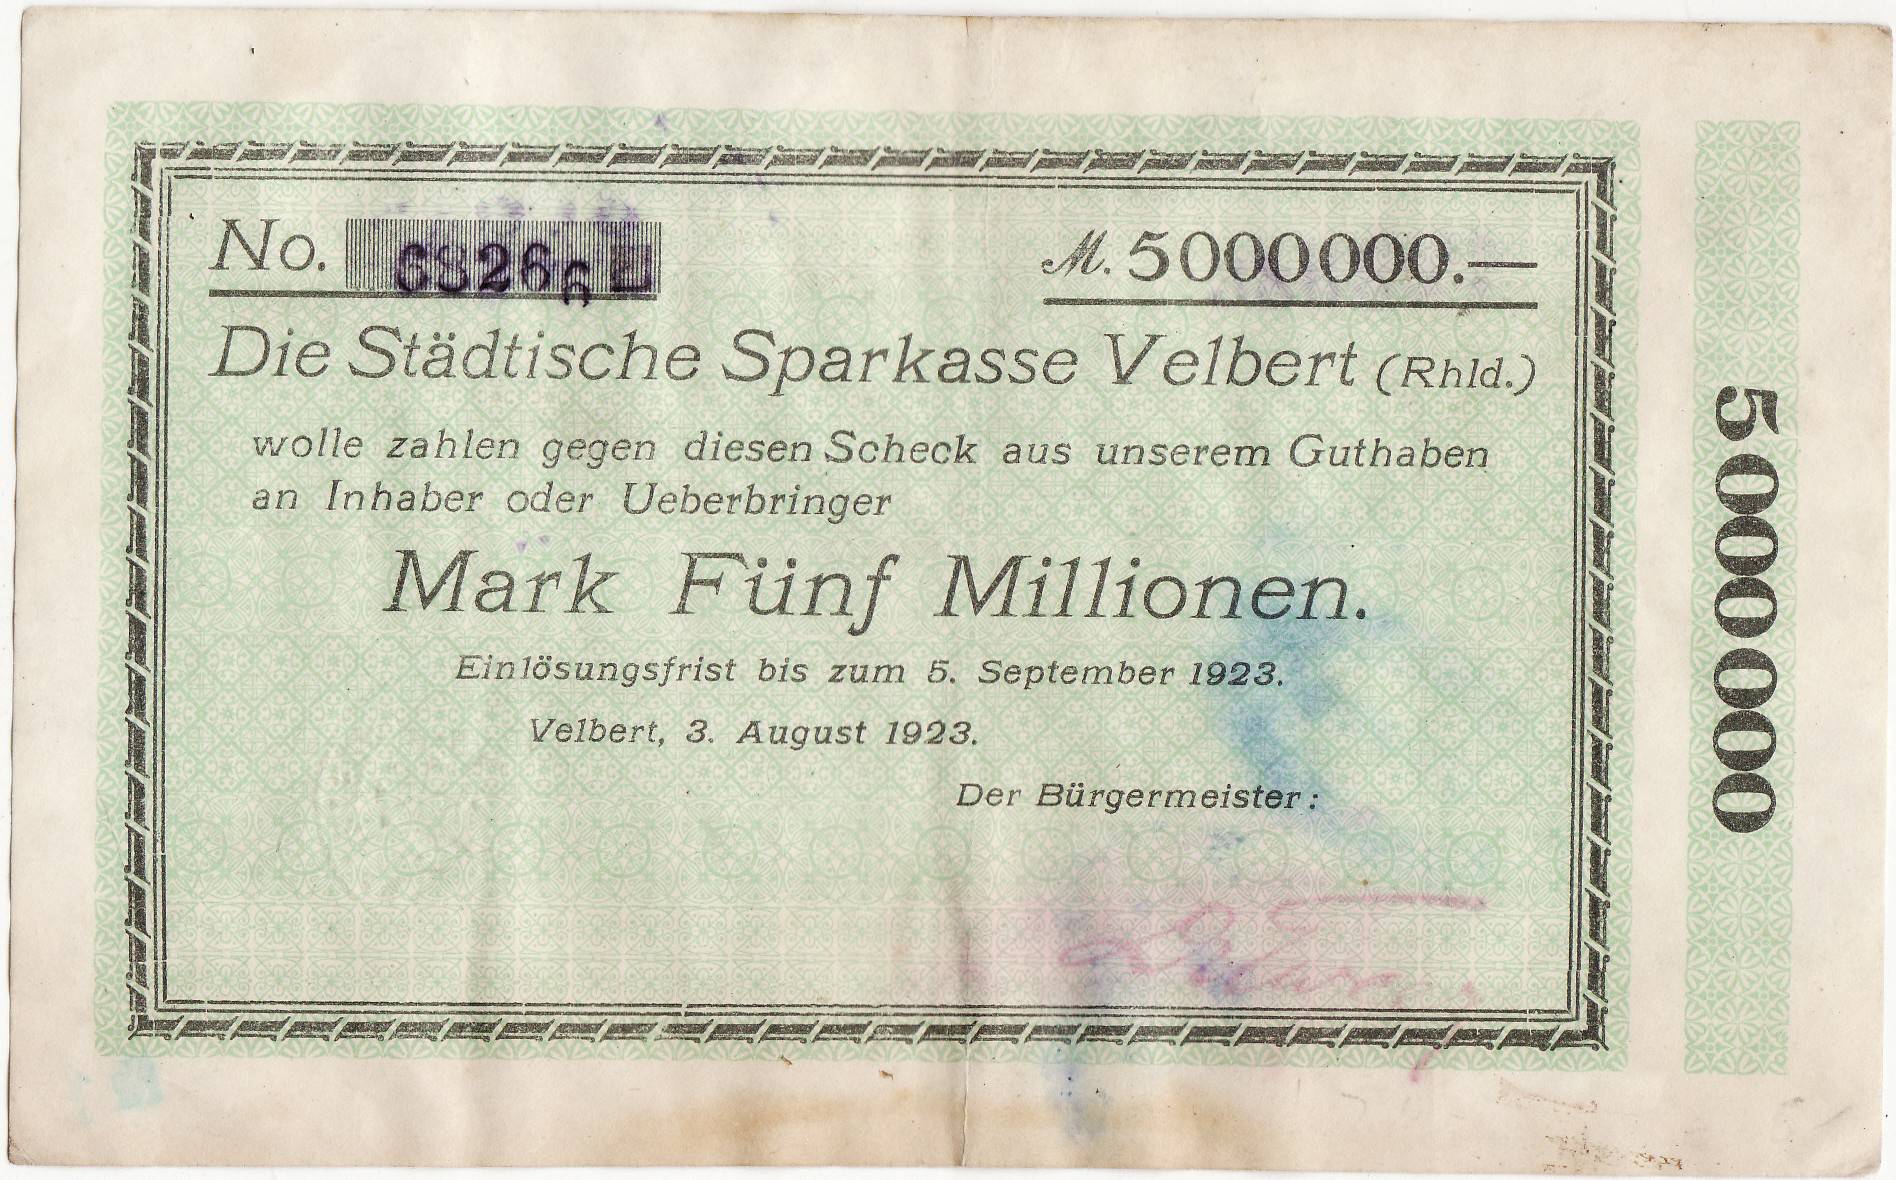 No. 68266
M. 5000000.—
Die Städtische Sparkasse Velbert (Rhld.)
wolle zahlen gegen diesen Scheck aus unserem Guthaben
an Inhaber oder Ueberbringer
Mark Fünf Millionen.
Einlösungsfrist bis zum 5. September 1923.
Velbert, 3. August 1923.
Der Bürgermeister:
5000000